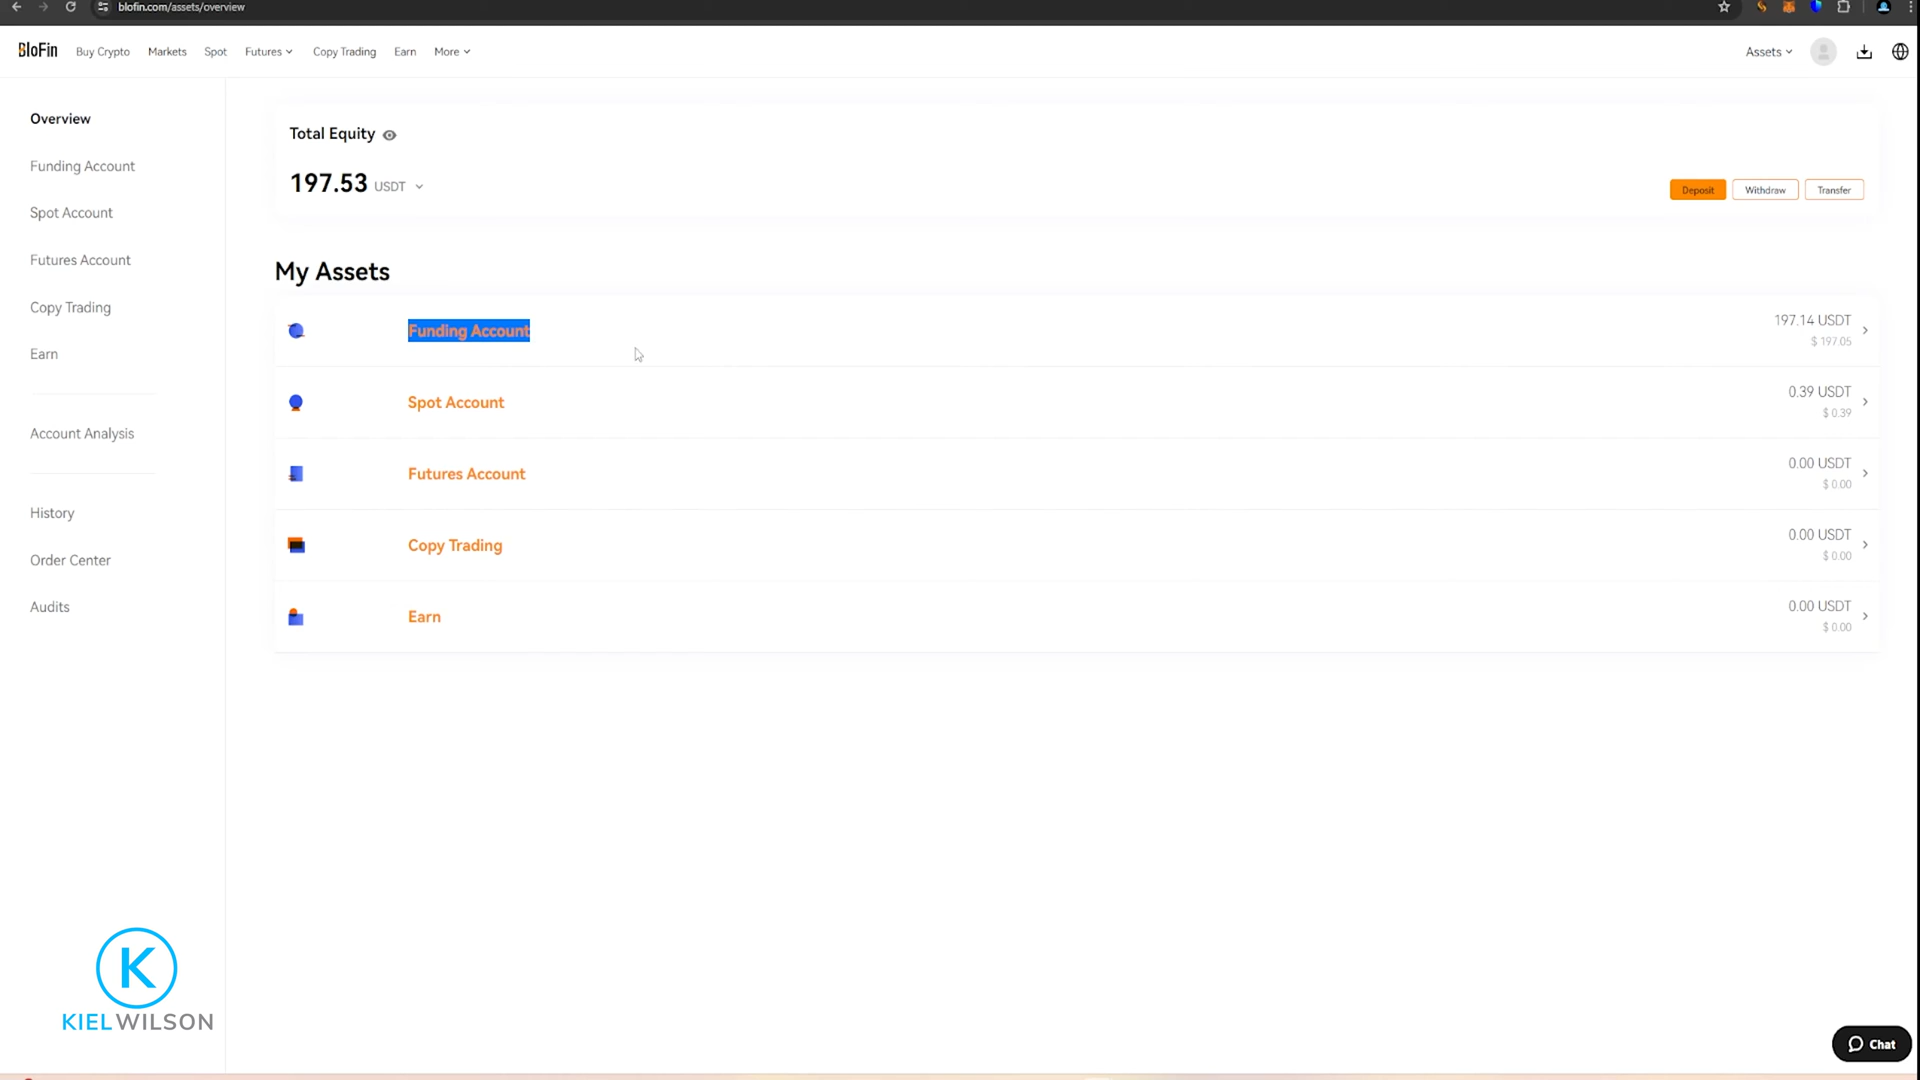 blofin.com/assets/overview
BloFin Buy Crypto Markets Spot Futures Copy Trading Earn More Assets
Overview
Funding Account
Spot Account
Futures Account
Copy Trading
Earn
Account Analysis
History
Order Center
Audits
Total Equity
197.53 USDT
Deposit Withdraw Transfer
My Assets
Funding Account 197.14 USDT
$ 197.05
Spot Account 0.39 USDT
$ 0.39
Futures Account 0.00 USDT
$ 0.00
Copy Trading 0.00 USDT
$ 0.00
Earn 0.00 USDT
$ 0.00
K
KIELWILSON
Chat